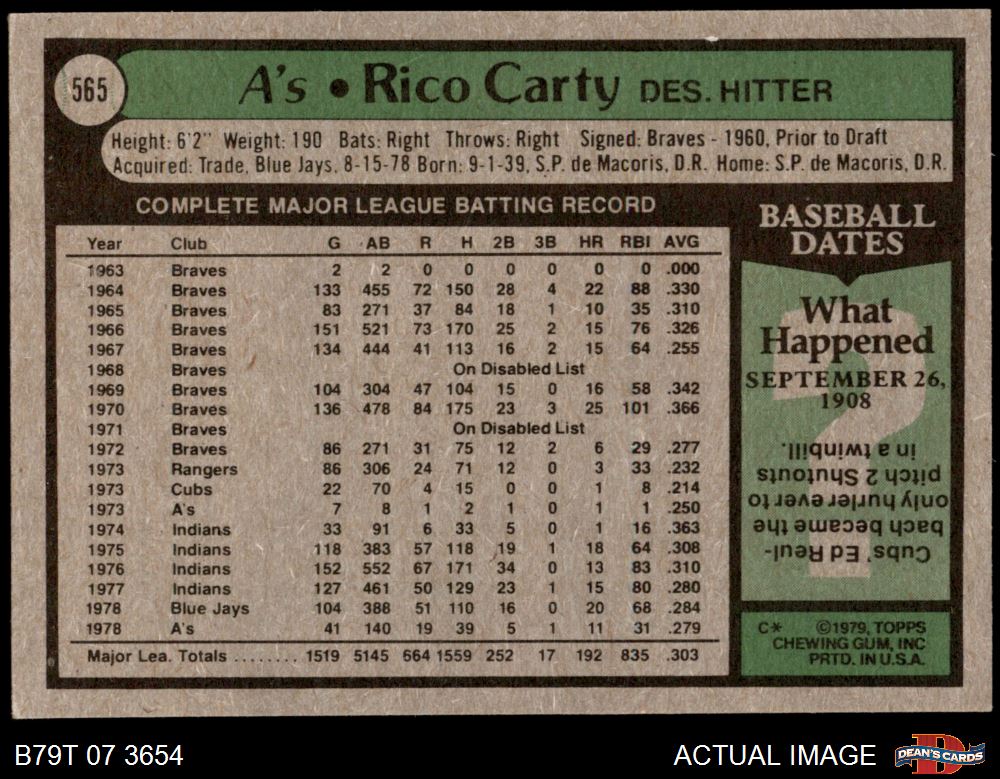 565
A's • Rico Carty DES. HITTER
Height: 6'2" Weight: 190 Bats: Right Throws: Right Signed: Braves - 1960, Prior to Draft
Acquired: Trade, Blue Jays, 8-15-78 Born: 9-1-39, S.P. de Macoris, D.R. Home: S.P. de Macoris, D.R.
COMPLETE MAJOR LEAGUE BATTING RECORD
Year Club G AB R H 2B 3B HR RBI AVG
1963 Braves 2 2 0 0 0 0 0 0 .000
1964 Braves 133 455 72 150 28 4 22 88 .330
1965 Braves 83 271 37 84 18 1 10 35 .310
1966 Braves 151 521 73 170 25 2 15 76 .326
1967 Braves 134 444 41 113 16 2 15 64 .255
1968 Braves On Disabled List
1969 Braves 104 304 47 104 15 0 16 58 .342
1970 Braves 136 478 84 175 23 3 25 101 .366
1971 Braves On Disabled List
1972 Braves 86 271 31 75 12 2 6 29 .277
1973 Rangers 86 306 24 71 12 0 3 33 .232
1973 Cubs 22 70 4 15 0 0 1 8 .214
1973 A's 7 8 1 2 1 0 1 1 .250
1974 Indians 33 91 6 33 5 0 1 16 .363
1975 Indians 118 383 57 118 19 1 18 64 .308
1976 Indians 152 552 67 171 34 0 13 83 .310
1977 Indians 127 461 50 129 23 1 15 80 .280
1978 Blue Jays 104 388 51 110 16 0 20 68 .284
1978 A's 41 140 19 39 5 1 11 31 .279
Major Lea. Totals ........ 1519 5145 664 1559 252 17 192 835 .303
BASEBALL
DATES
What
Happened
SEPTEMBER 26,
1908
?
Cubs' Ed Reul-
bach became the
only hurler ever to
pitch 2 Shutouts
in a twinbill.
C* ©1979, TOPPS
CHEWING GUM, INC
PRTD. IN U.S.A.
B79T 07 3654
ACTUAL IMAGE
D
DEAN'S CARDS